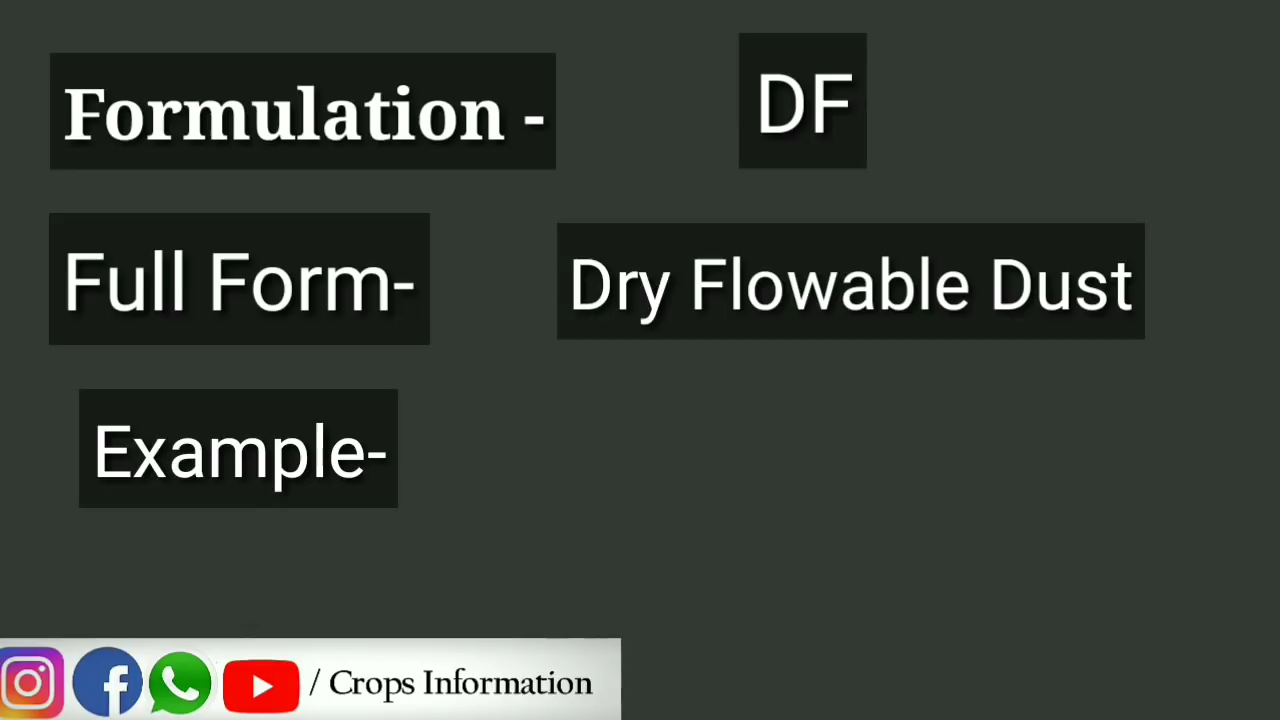 Formulation - DF
Full Form- Dry Flowable Dust
Example-
/ Crops Information